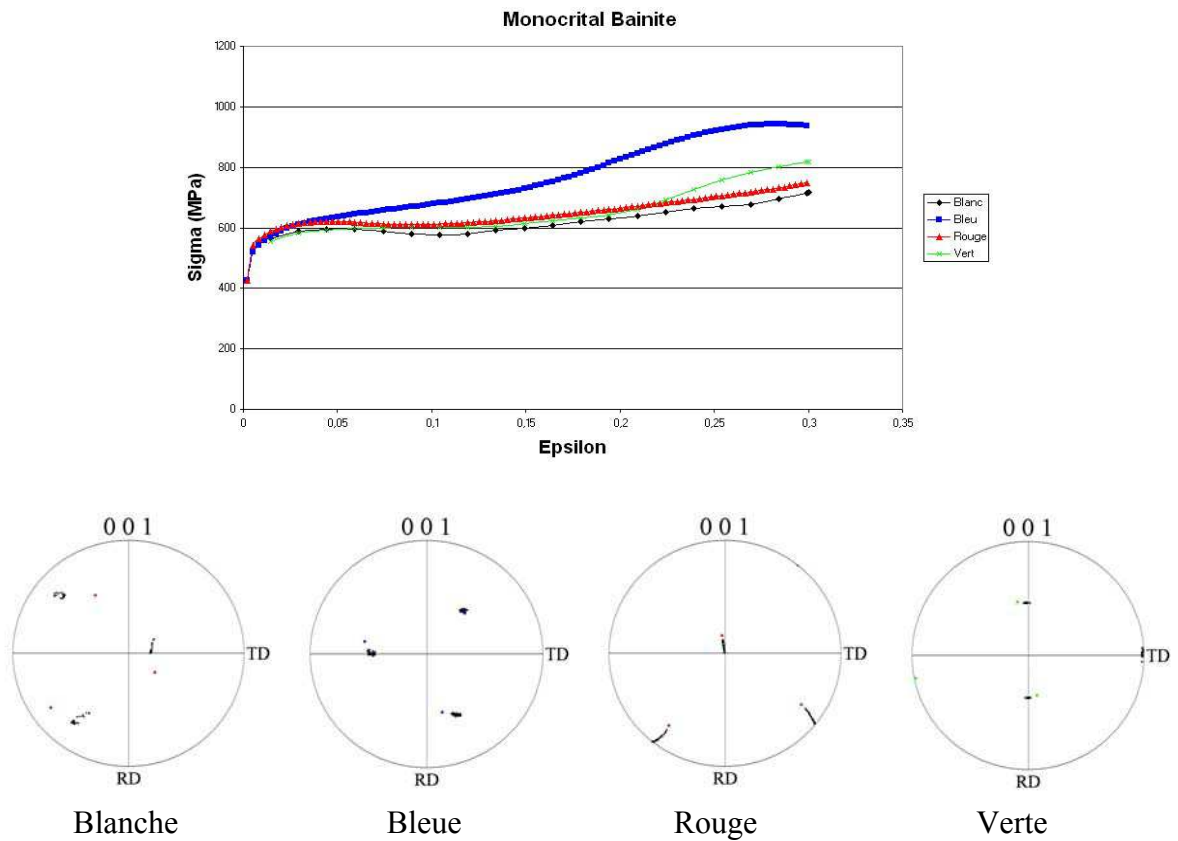 Monocrital Bainite
1200
1000
800
600
400
200
0
Sigma (MPa)
0
0,05
0,1
0,15
0,2
0,25
0,3
0,35
Epsilon
Blanc
Bleu
Rouge
Vert
0 0 1
0 0 1
0 0 1
0 0 1
TD
TD
TD
TD
RD
RD
RD
RD
Blanche
Bleue
Rouge
Verte